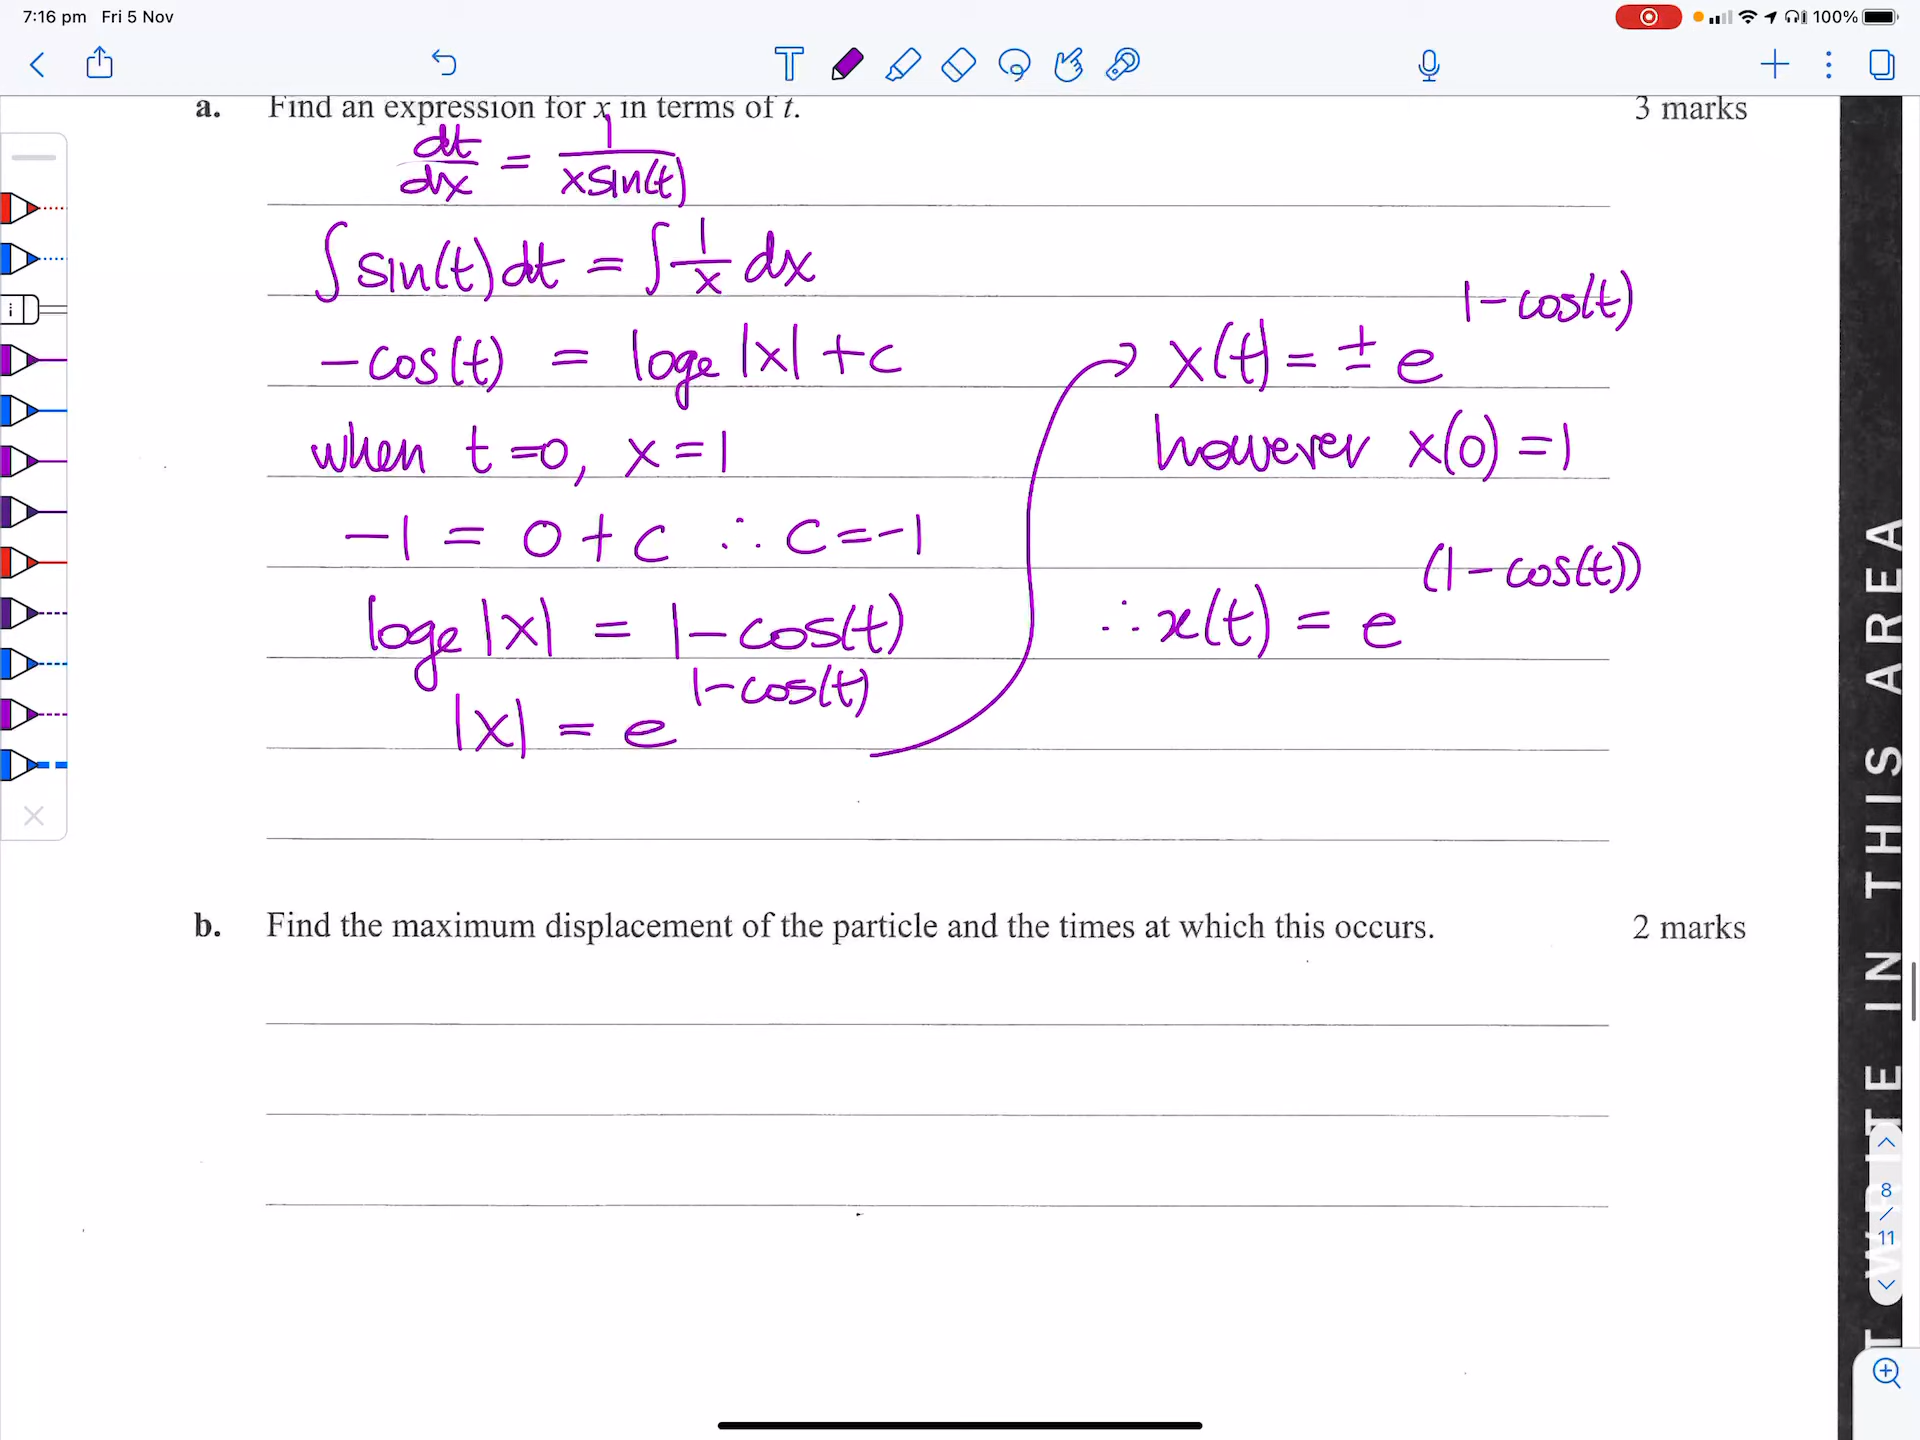 7:16 pm Fri 5 Nov
100%
a. Find an expression for x in terms of t. 3 marks
dt/dx = 1/(xsin(t))
∫ sin(t) dt = ∫ 1/x dx
-cos(t) = loge |x| + c
when t=0, x=1
-1 = 0 + c ∴ c=-1
loge |x| = 1-cos(t)
|x| = e^(1-cos(t))
x(t) = ± e^(1-cos(t))
however x(0) = 1
∴ x(t) = e^(1-cos(t))
b. Find the maximum displacement of the particle and the times at which this occurs. 2 marks
IN THIS AREA
8
/
11